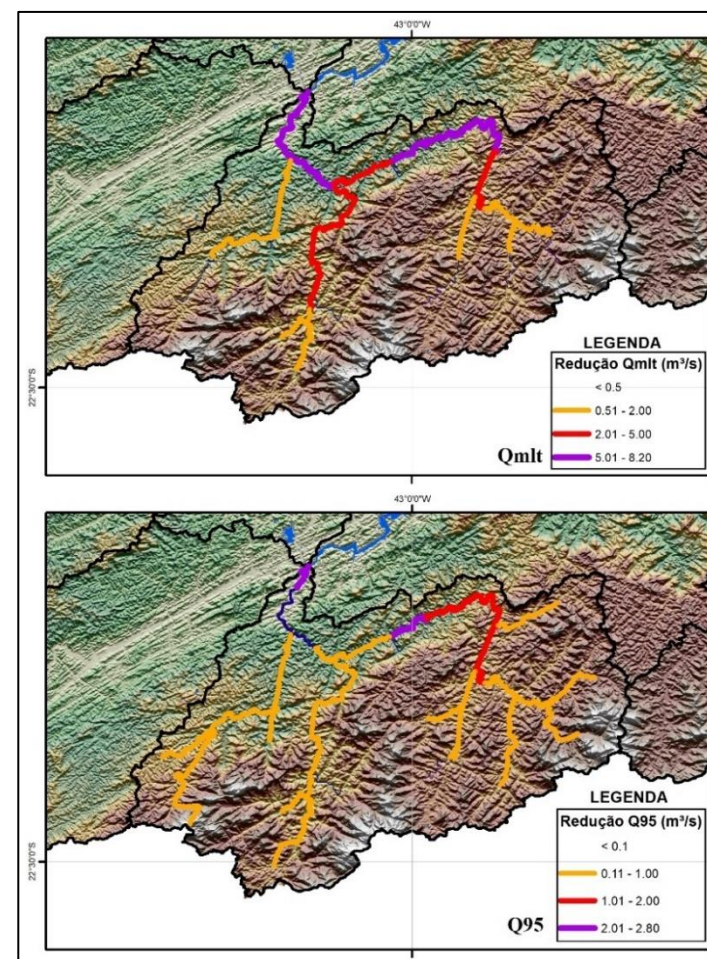 43°0'0"W
22°30'0"S
LEGENDA
Redução Qmlt (m³/s)
< 0.5
0.51 - 2.00
2.01 - 5.00
5.01 - 8.20
Qmlt
43°0'0"W
22°30'0"S
LEGENDA
Redução Q95 (m³/s)
< 0.1
0.11 - 1.00
1.01 - 2.00
2.01 - 2.80
Q95